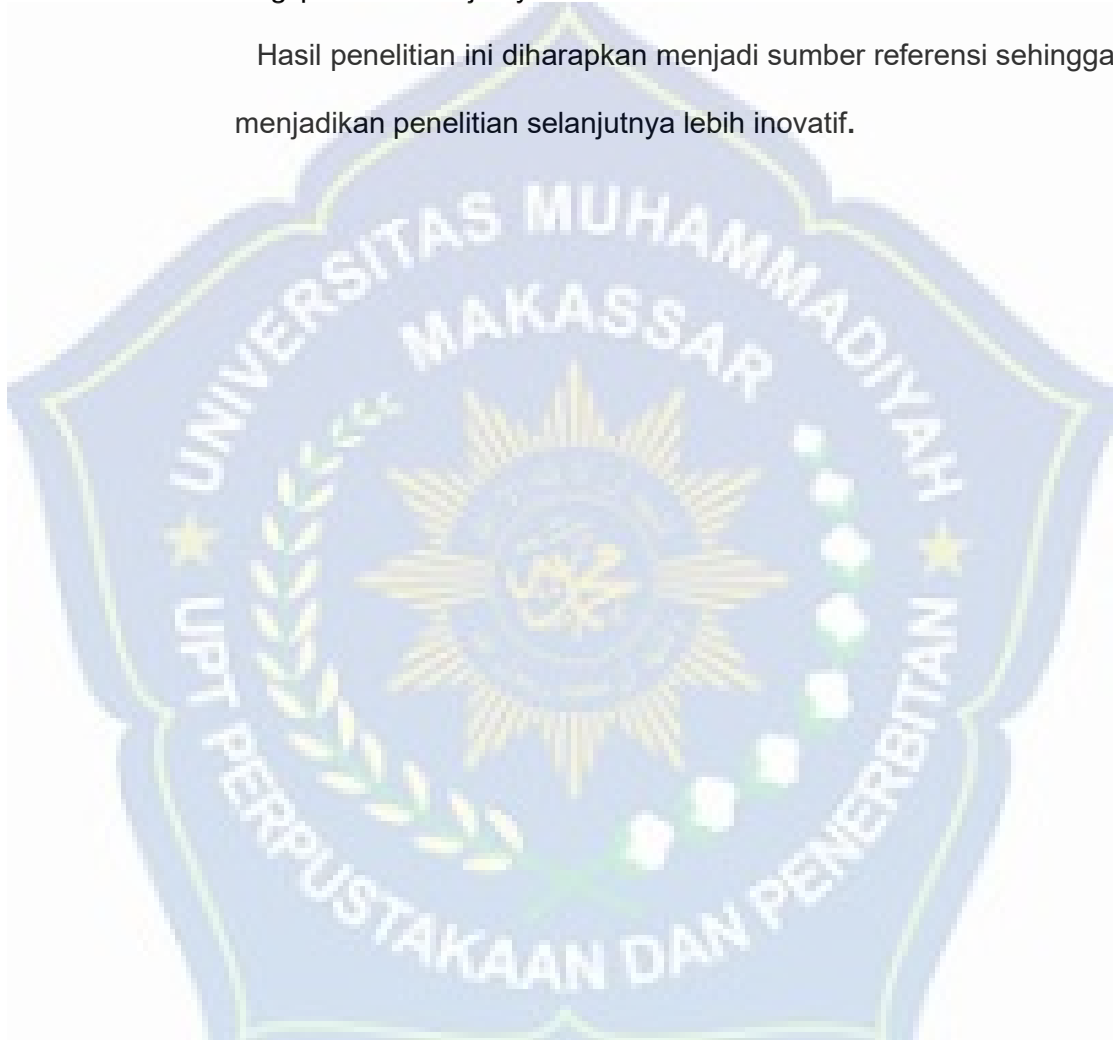 Hasil penelitian ini diharapkan menjadi sumber referensi sehingga
menjadikan penelitian selanjutnya lebih inovatif.
UNIVERSITAS MUHAMMADIYAH
MAKASSAR
UPT PERPUSTAKAAN DAN PENERBITAN